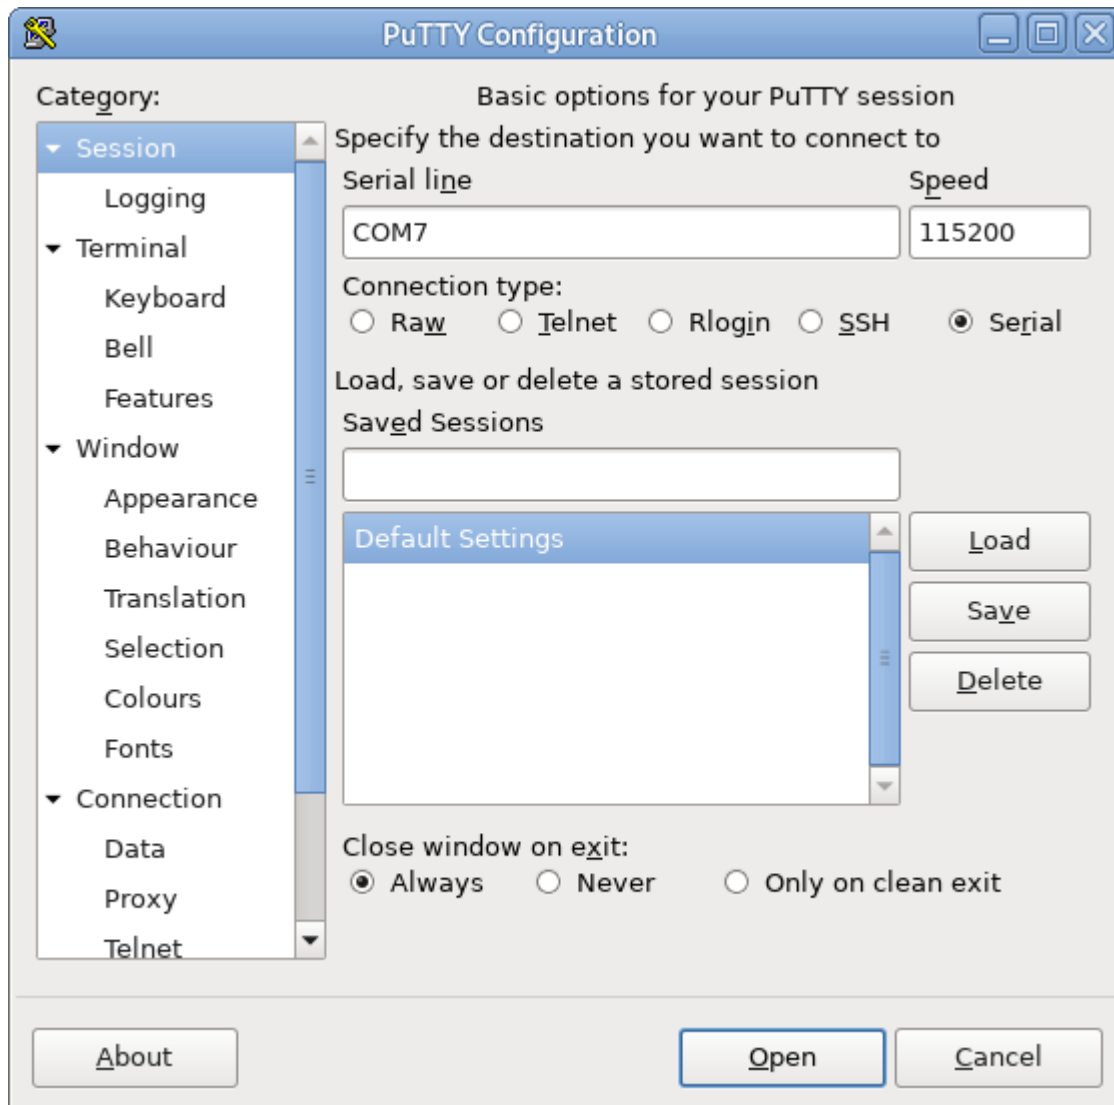 PuTTY Configuration
Category:
Session
Logging
Terminal
Keyboard
Bell
Features
Window
Appearance
Behaviour
Translation
Selection
Colours
Fonts
Connection
Data
Proxy
Telnet
Basic options for your PuTTY session
Specify the destination you want to connect to
Serial line Speed
COM7 115200
Connection type:
Raw Telnet Rlogin SSH Serial
Load, save or delete a stored session
Saved Sessions
Default Settings
Load
Save
Delete
Close window on exit:
Always Never Only on clean exit
About Open Cancel